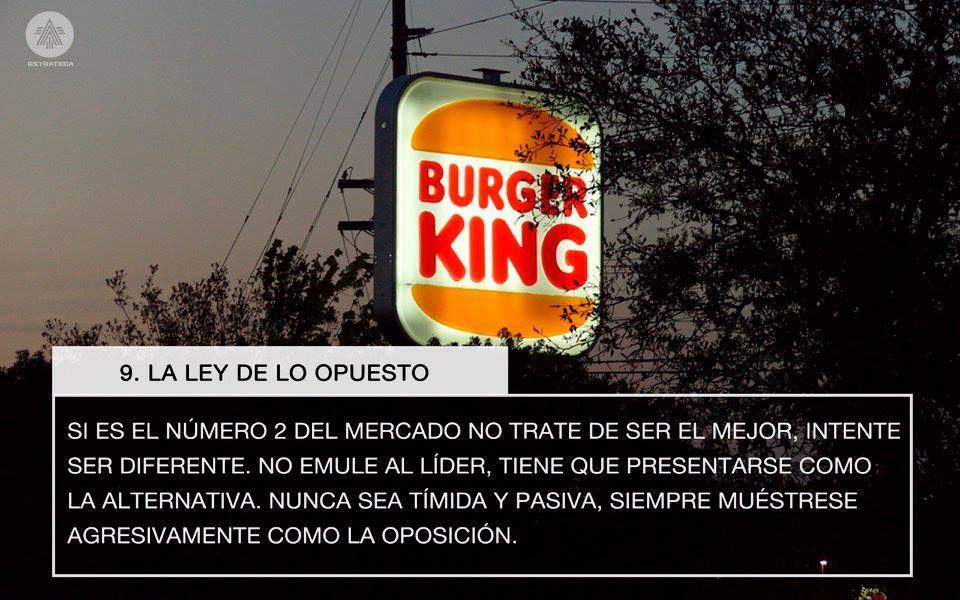 ESTRATEGA
BURGER
KING
9. LA LEY DE LO OPUESTO
SI ES EL NÚMERO 2 DEL MERCADO NO TRATE DE SER EL MEJOR, INTENTE
SER DIFERENTE. NO EMULE AL LÍDER, TIENE QUE PRESENTARSE COMO
LA ALTERNATIVA. NUNCA SEA TÍMIDA Y PASIVA, SIEMPRE MUÉSTRESE
AGRESIVAMENTE COMO LA OPOSICIÓN.